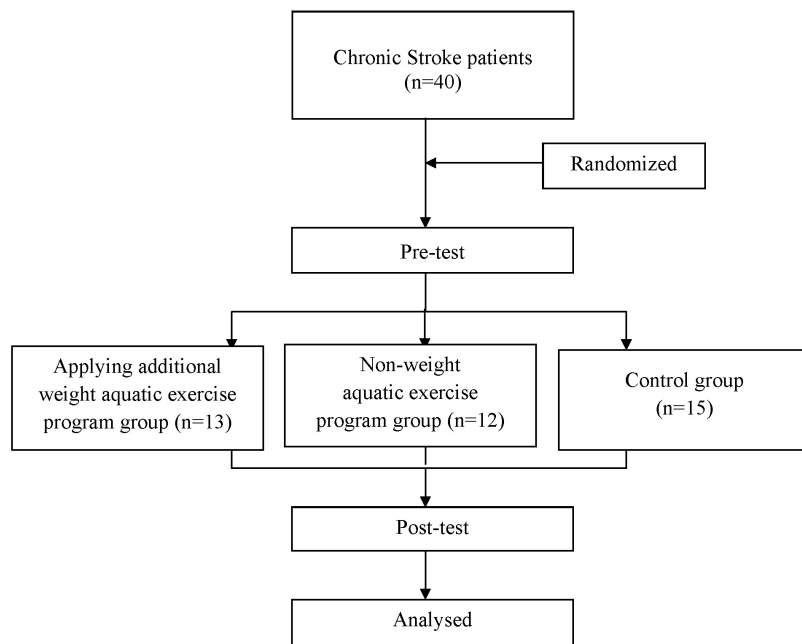 Chronic Stroke patients
(n=40)
Randomized
Pre-test
Applying additional
weight aquatic exercise
program group (n=13)
Non-weight
aquatic exercise
program group (n=12)
Control group
(n=15)
Post-test
Analysed